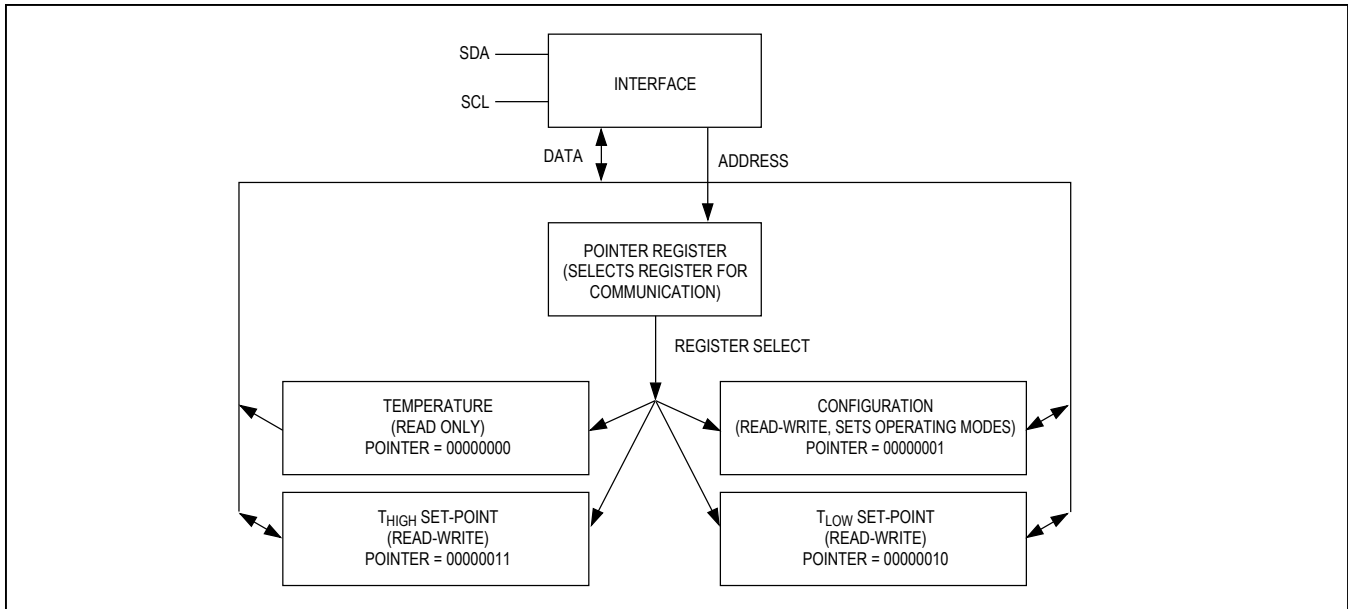 SDA
SCL
INTERFACE
DATA
ADDRESS
POINTER REGISTER
(SELECTS REGISTER FOR
COMMUNICATION)
REGISTER SELECT
TEMPERATURE
(READ ONLY)
POINTER = 00000000
CONFIGURATION
(READ-WRITE, SETS OPERATING MODES)
POINTER = 00000001
THIGH SET-POINT
(READ-WRITE)
POINTER = 00000011
TLOW SET-POINT
(READ-WRITE)
POINTER = 00000010